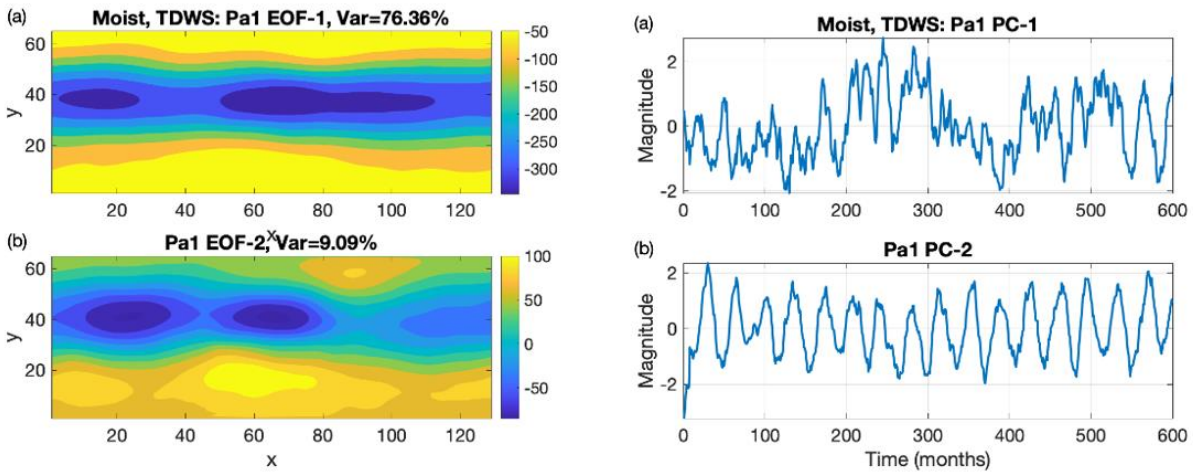 (a) Moist, TDWS: Pa1 EOF-1, Var=76.36%
60
40
20
y
20 40 60 80 100 120
x
-50
-100
-150
-200
-250
-300
(b) Pa1 EOF-2, Var=9.09%
60
40
20
y
20 40 60 80 100 120
x
100
50
0
-50
(a) Moist, TDWS: Pa1 PC-1
2
0
-2
Magnitude
0 100 200 300 400 500 600
(b) Pa1 PC-2
2
0
-2
Magnitude
0 100 200 300 400 500 600
Time (months)